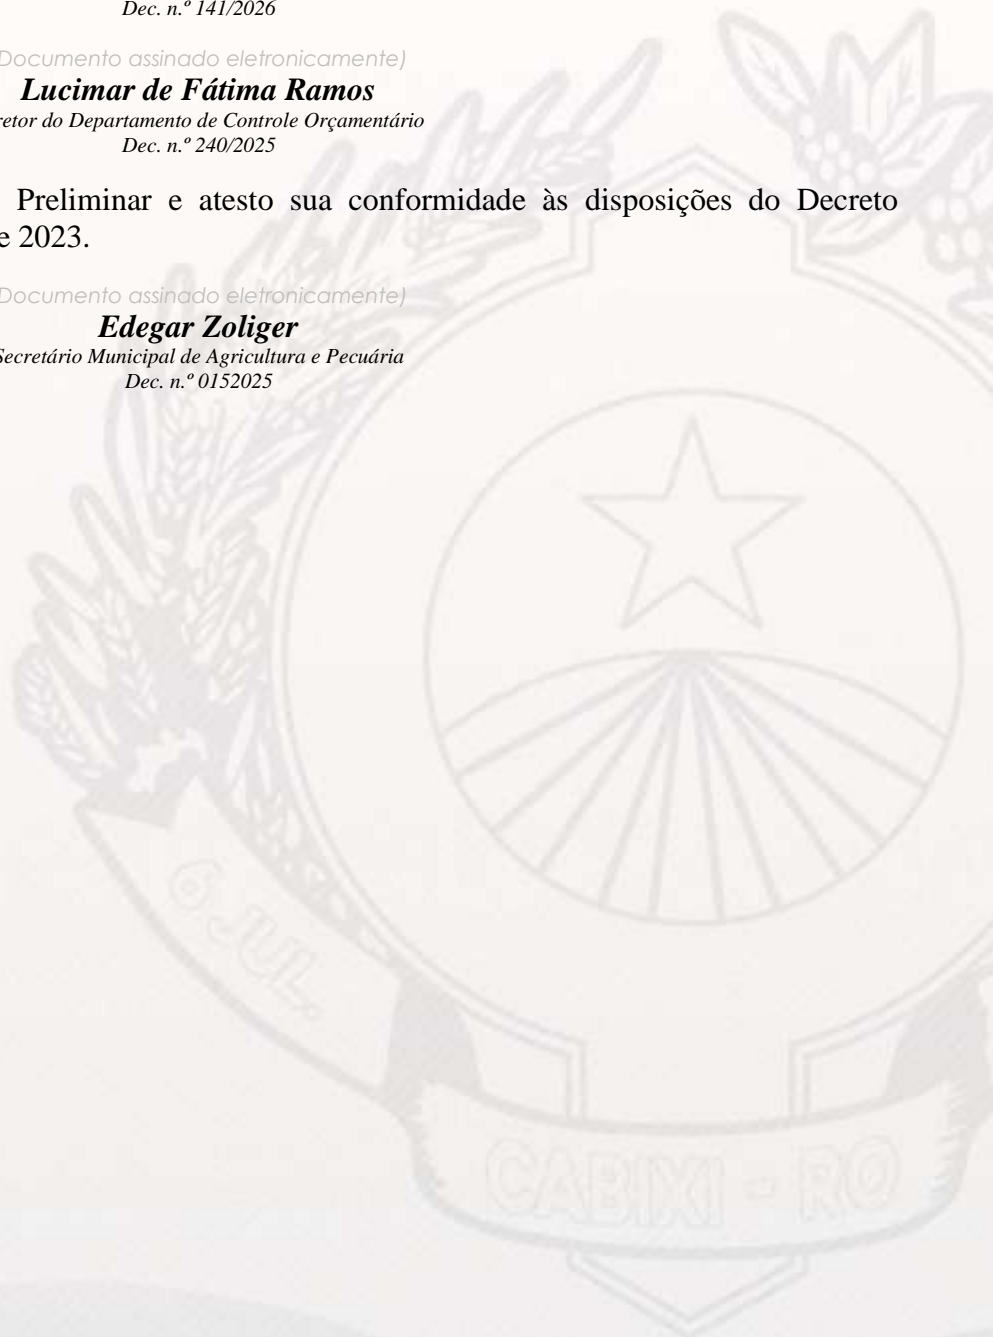 Dec. n.º 141/2026
Documento assinado eletronicamente)
Lucimar de Fátima Ramos
retor do Departamento de Controle Orçamentário
Dec. n.º 240/2025
Preliminar e atesto sua conformidade às disposições do Decreto
e 2023.
Documento assinado eletronicamente)
Edegar Zoliger
Secretário Municipal de Agricultura e Pecuária
Dec. n.º 0152025
6 JUL.
CABIXI - RO